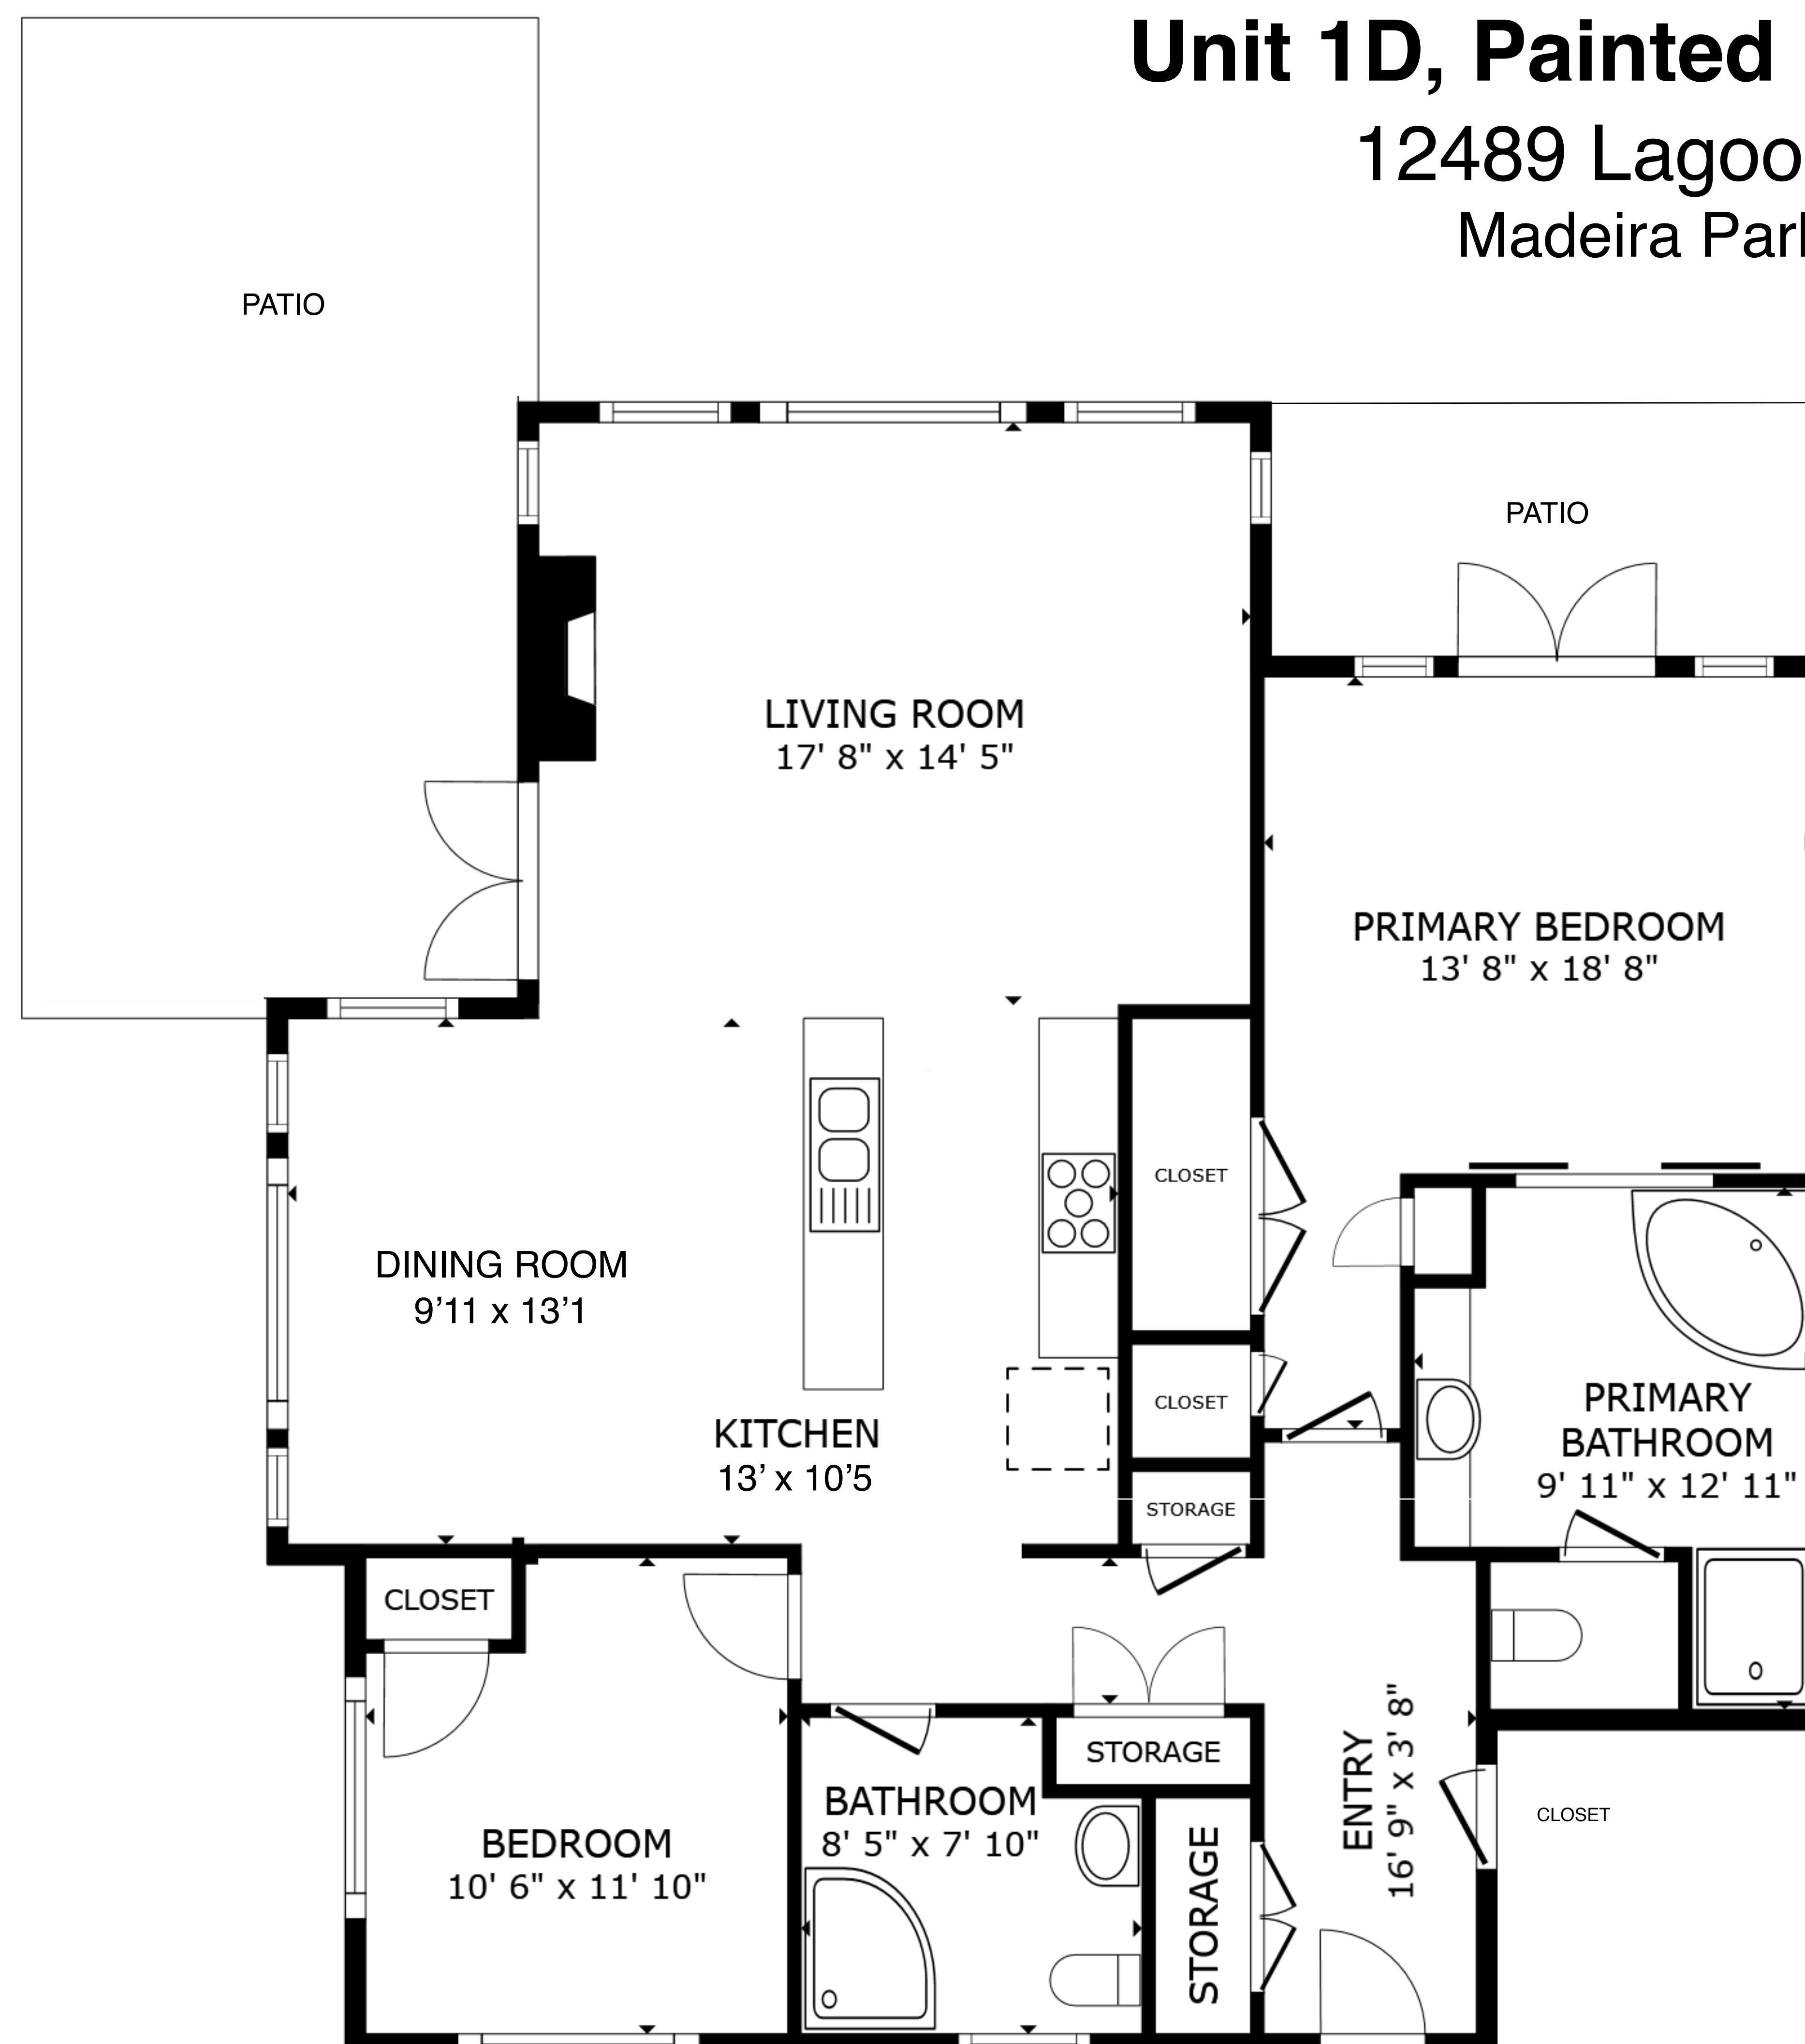 Unit 1D, Painted
12489 Lagoo
Madeira Park
PATIO
PATIO
LIVING ROOM
17' 8" x 14' 5"
PRIMARY BEDROOM
13' 8" x 18' 8"
CLOSET
DINING ROOM
9’11 x 13’1
CLOSET
KITCHEN
13’ x 10’5
PRIMARY
BATHROOM
9' 11" x 12' 11"
STORAGE
CLOSET
STORAGE
BATHROOM
8' 5" x 7' 10"
BEDROOM
10' 6" x 11' 10"
STORAGE
ENTRY
16' 9" x 3' 8"
CLOSET